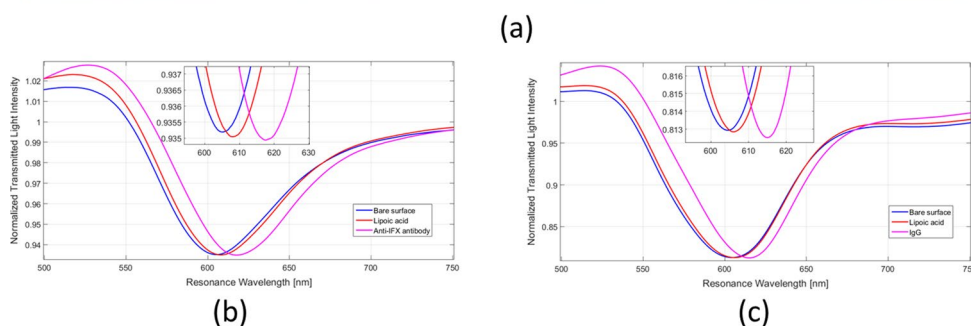 (a)
Normalized Transmitted Light Intensity
1.02
1.01
1
0.99
0.98
0.97
0.96
0.95
0.94
0.937
0.9365
0.936
0.9355
0.935
600 610 620 630
Bare surface
Lipoic acid
Anti-IFX antibody
500 550 600 650 700 750
Resonance Wavelength [nm]
(b)
Normalized Transmitted Light Intensity
1
0.95
0.9
0.85
0.816
0.815
0.814
0.813
600 610 620
Bare surface
Lipoic acid
IgG
500 550 600 650 700 750
Resonance Wavelength [nm]
(c)